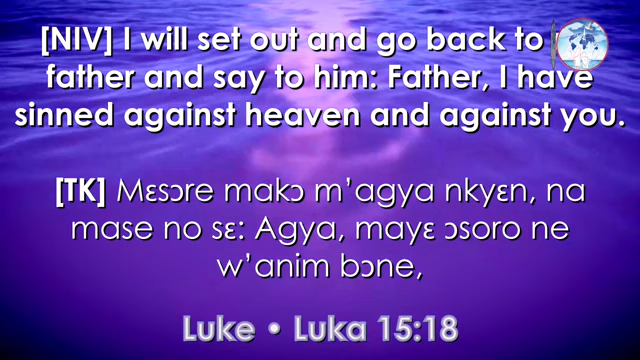 [NIV] I will set out and go back to
father and say to him: Father, I have
sinned against heaven and against you.
[TK] Mɛsɔre makɔ m'agya nkyɛn, na
mase no sɛ: Agya, mayɛ ɔsoro ne
w'anim bɔne,
Luke • Luka 15:18